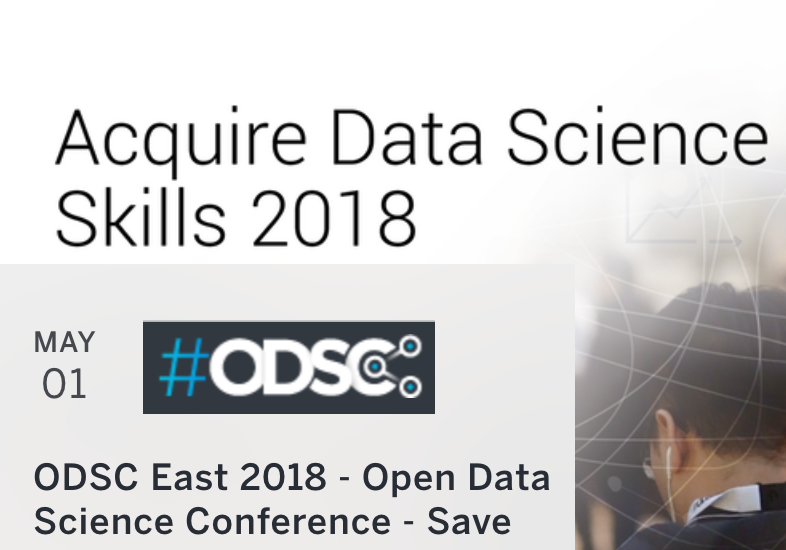 Acquire Data Science
Skills 2018
MAY
01
#ODSC
ODSC East 2018 - Open Data
Science Conference - Save